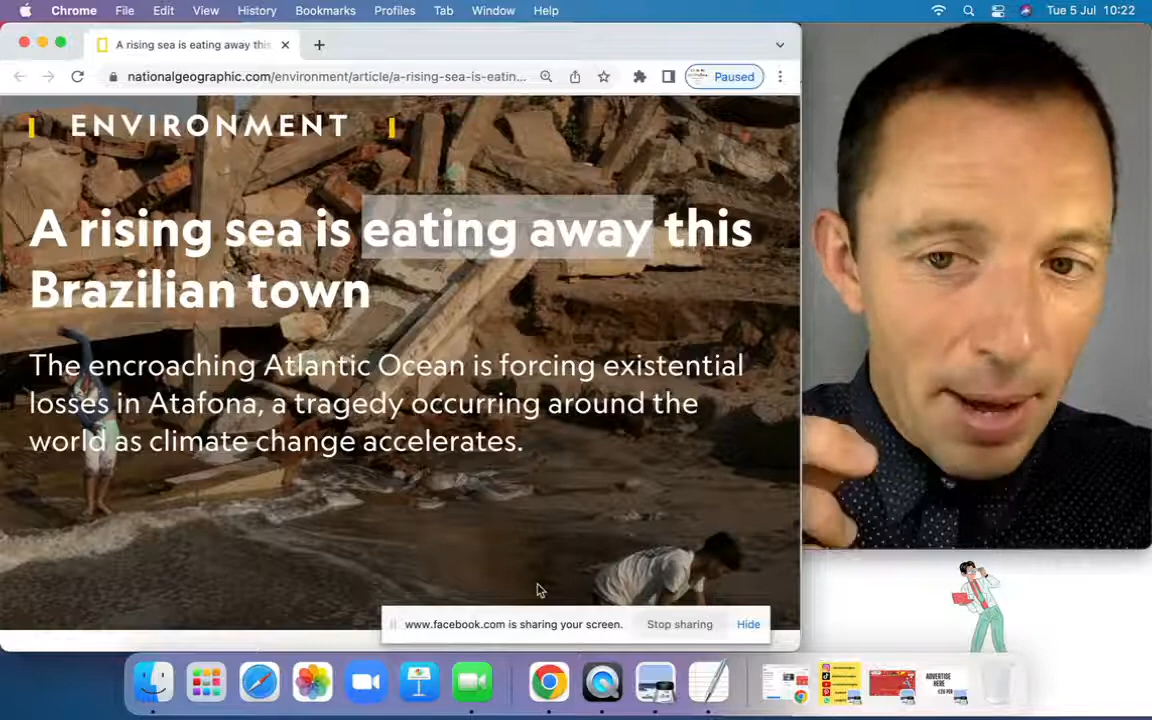 Chrome File Edit View History Bookmarks Profiles Tab Window Help Tue 5 Jul 10:22
A rising sea is eating away this
nationalgeographic.com/environment/article/a-rising-sea-is-eatin... Paused
ENVIRONMENT
A rising sea is eating away this
Brazilian town
The encroaching Atlantic Ocean is forcing existential
losses in Atafona, a tragedy occurring around the
world as climate change accelerates.
www.facebook.com is sharing your screen. Stop sharing Hide
ADVERTISE
HERE